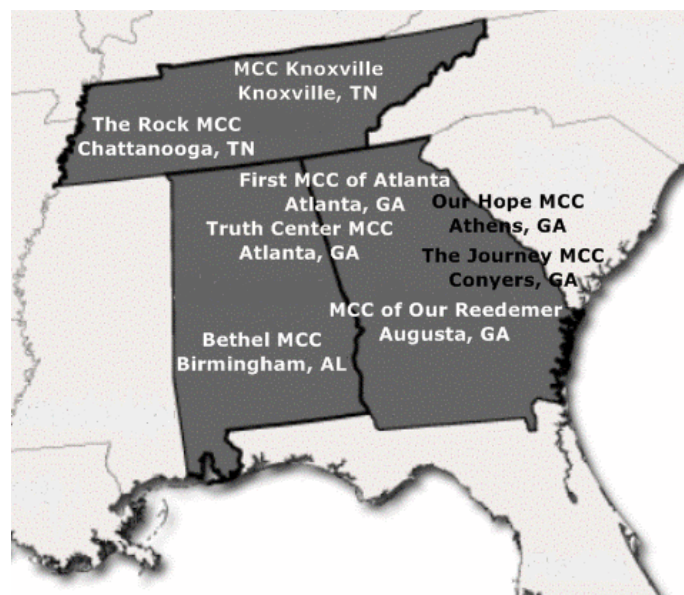 MCC Knoxville
Knoxville, TN
The Rock MCC
Chattanooga, TN
First MCC of Atlanta
Atlanta, GA
Our Hope MCC
Athens, GA
Truth Center MCC
Atlanta, GA
The Journey MCC
Conyers, GA
MCC of Our Reedemer
Augusta, GA
Bethel MCC
Birmingham, AL